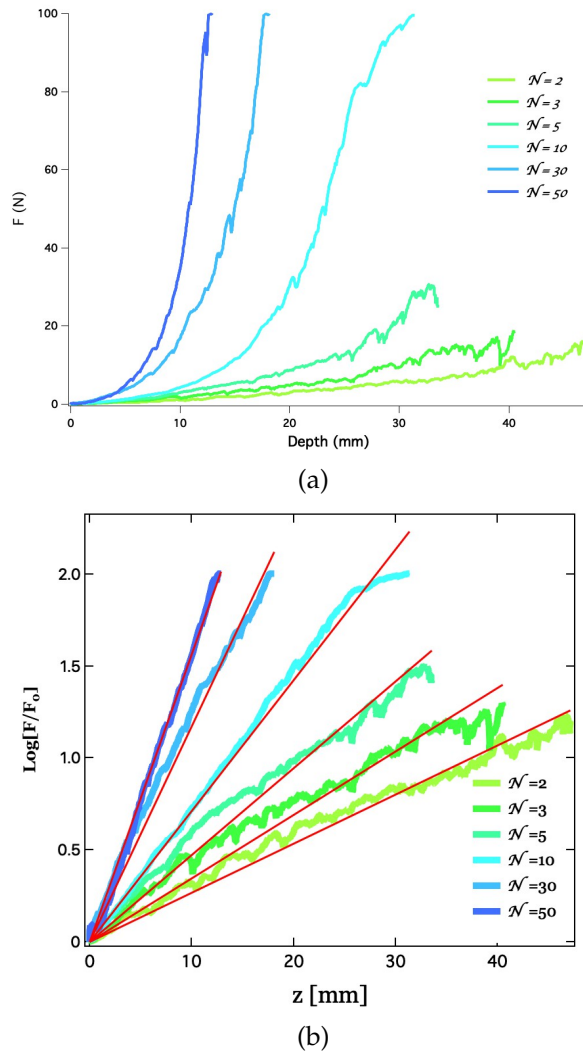 100
80
60
40
20
0
F (N)
𝒩 = 2
𝒩 = 3
𝒩 = 5
𝒩 = 10
𝒩 = 30
𝒩 = 50
0 10 20 30 40
Depth (mm)
(a)
2.0
1.5
1.0
0.5
0
Log[F/F₀]
𝒩 =2
𝒩 =3
𝒩 =5
𝒩 =10
𝒩 =30
𝒩 =50
0 10 20 30 40
z [mm]
(b)